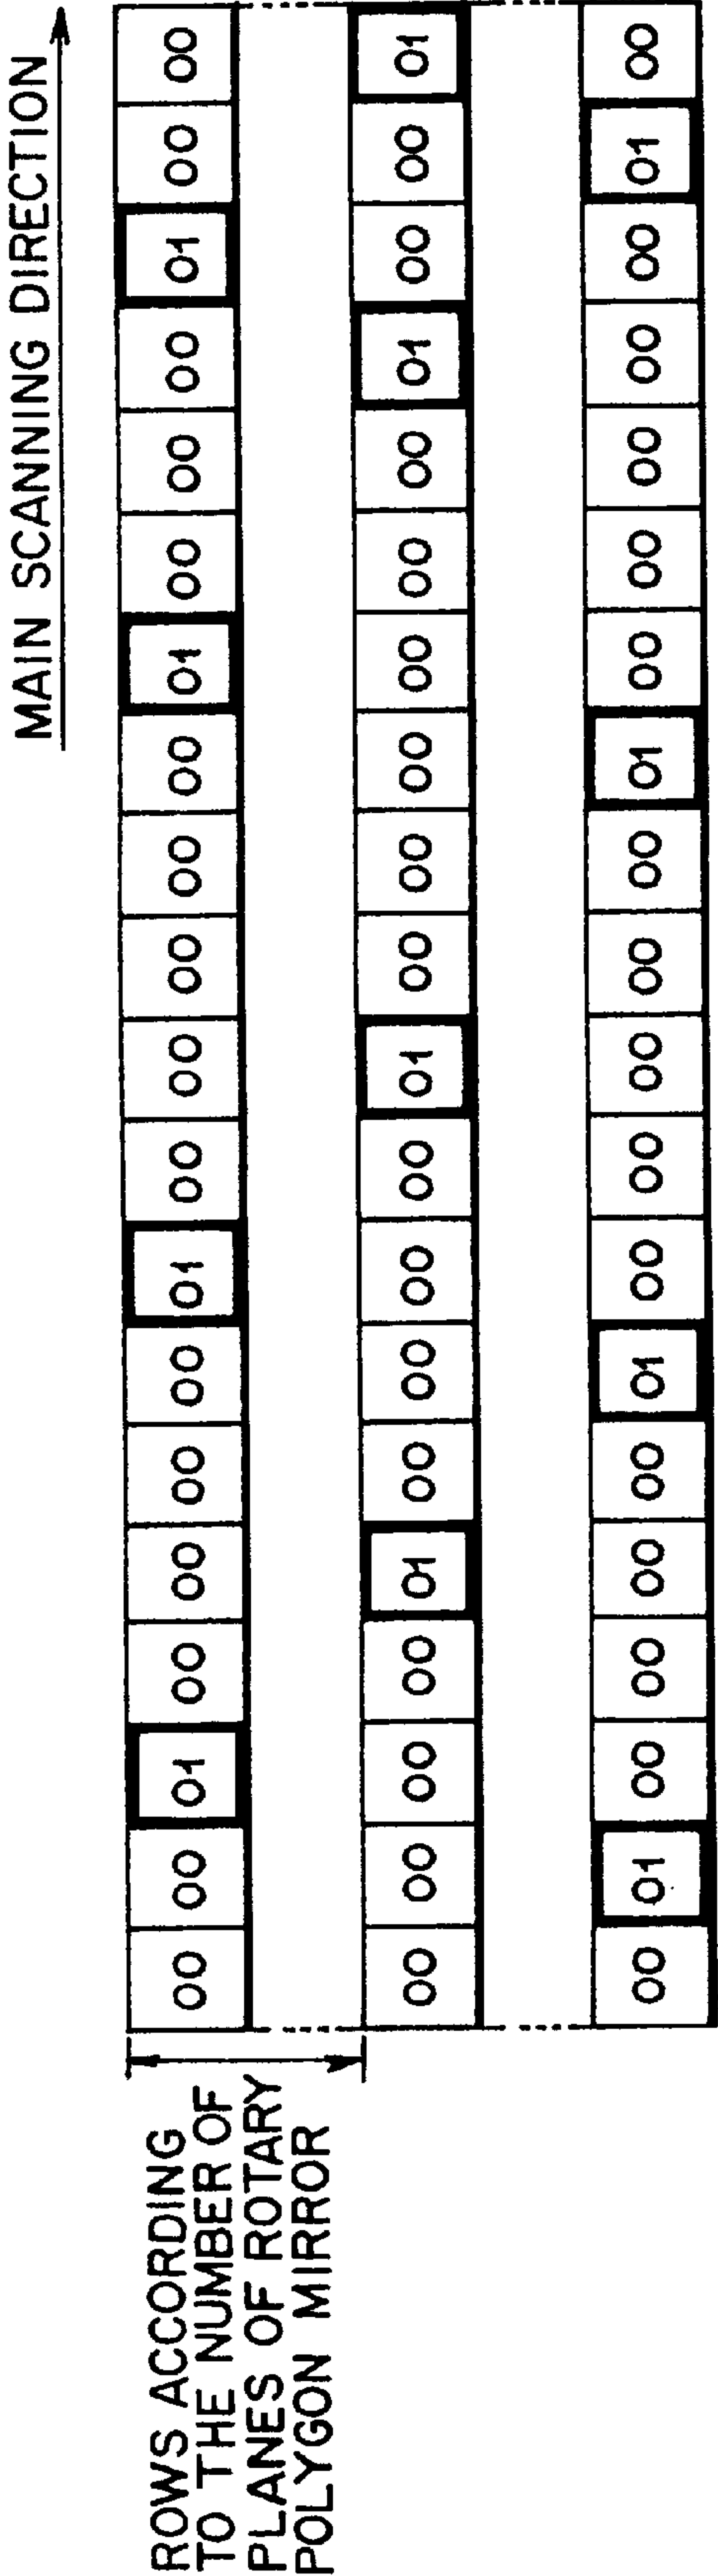 MAIN SCANNING DIRECTION
00 00 01 00 00 00 00 01 00 00 00 00 00 01 00 00 00 01 00 00
ROWS ACCORDING
TO THE NUMBER OF
PLANES OF ROTARY
POLYGON MIRROR
00 00 00 00 01 00 00 00 00 01 00 00 00 00 00 00 01 00 00 01
00 01 00 00 00 00 01 00 00 00 00 00 01 00 00 00 00 00 01 00